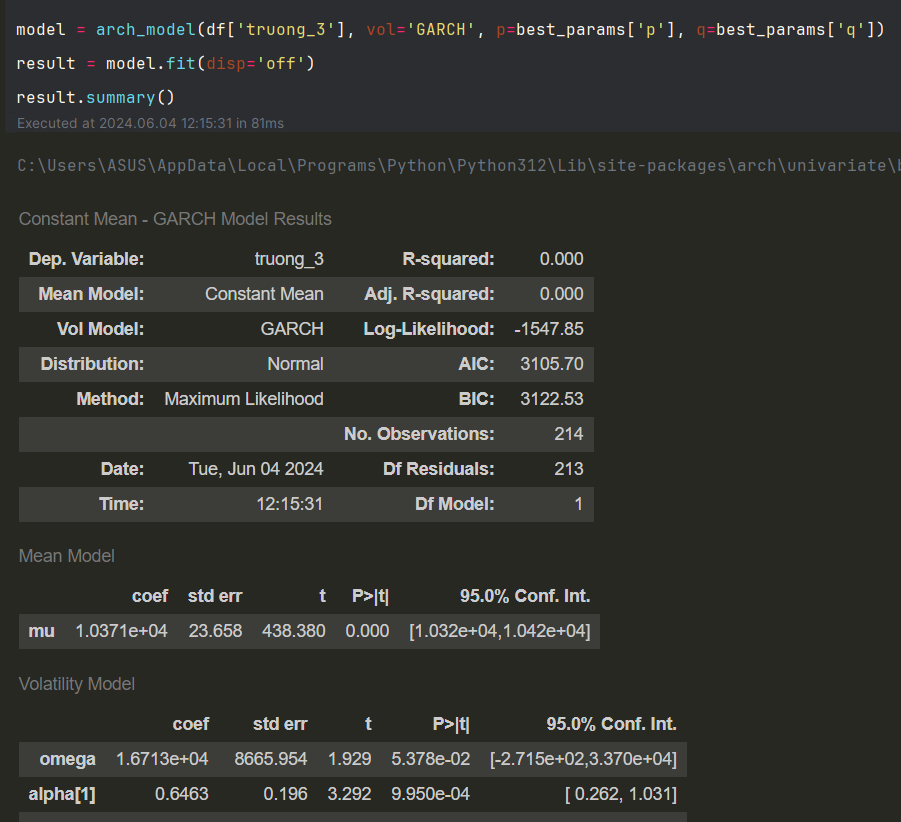 model = arch_model(df['truong_3'], vol='GARCH', p=best_params['p'], q=best_params['q'])
result = model.fit(disp='off')
result.summary()
Executed at 2024.06.04 12:15:31 in 81ms
C:\Users\ASUS\AppData\Local\Programs\Python\Python312\Lib\site-packages\arch\univariate\
Constant Mean - GARCH Model Results
Dep. Variable: truong_3 R-squared: 0.000
Mean Model: Constant Mean Adj. R-squared: 0.000
Vol Model: GARCH Log-Likelihood: -1547.85
Distribution: Normal AIC: 3105.70
Method: Maximum Likelihood BIC: 3122.53
No. Observations: 214
Date: Tue, Jun 04 2024 Df Residuals: 213
Time: 12:15:31 Df Model: 1
Mean Model
coef std err t P>|t| 95.0% Conf. Int.
mu 1.0371e+04 23.658 438.380 0.000 [1.032e+04,1.042e+04]
Volatility Model
coef std err t P>|t| 95.0% Conf. Int.
omega 1.6713e+04 8665.954 1.929 5.378e-02 [-2.715e+02,3.370e+04]
alpha[1] 0.6463 0.196 3.292 9.950e-04 [ 0.262, 1.031]